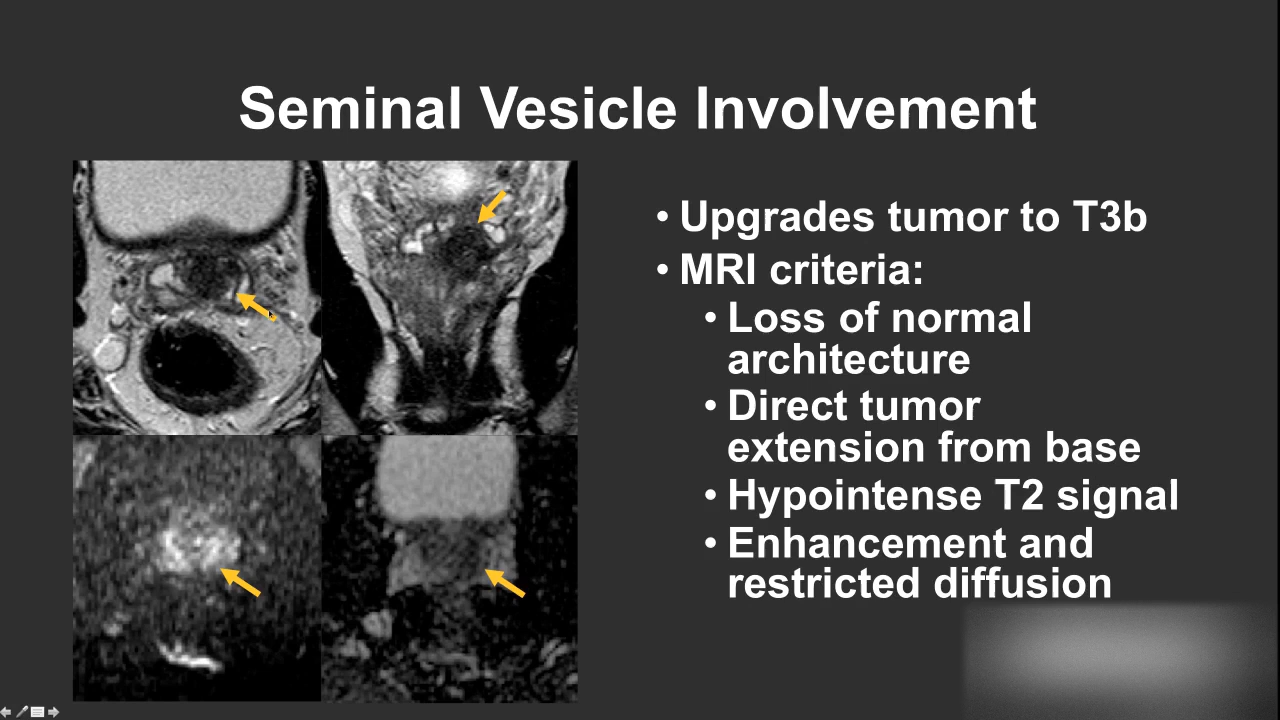 Seminal Vesicle Involvement
• Upgrades tumor to T3b
• MRI criteria:
• Loss of normal
architecture
• Direct tumor
extension from base
• Hypointense T2 signal
• Enhancement and
restricted diffusion